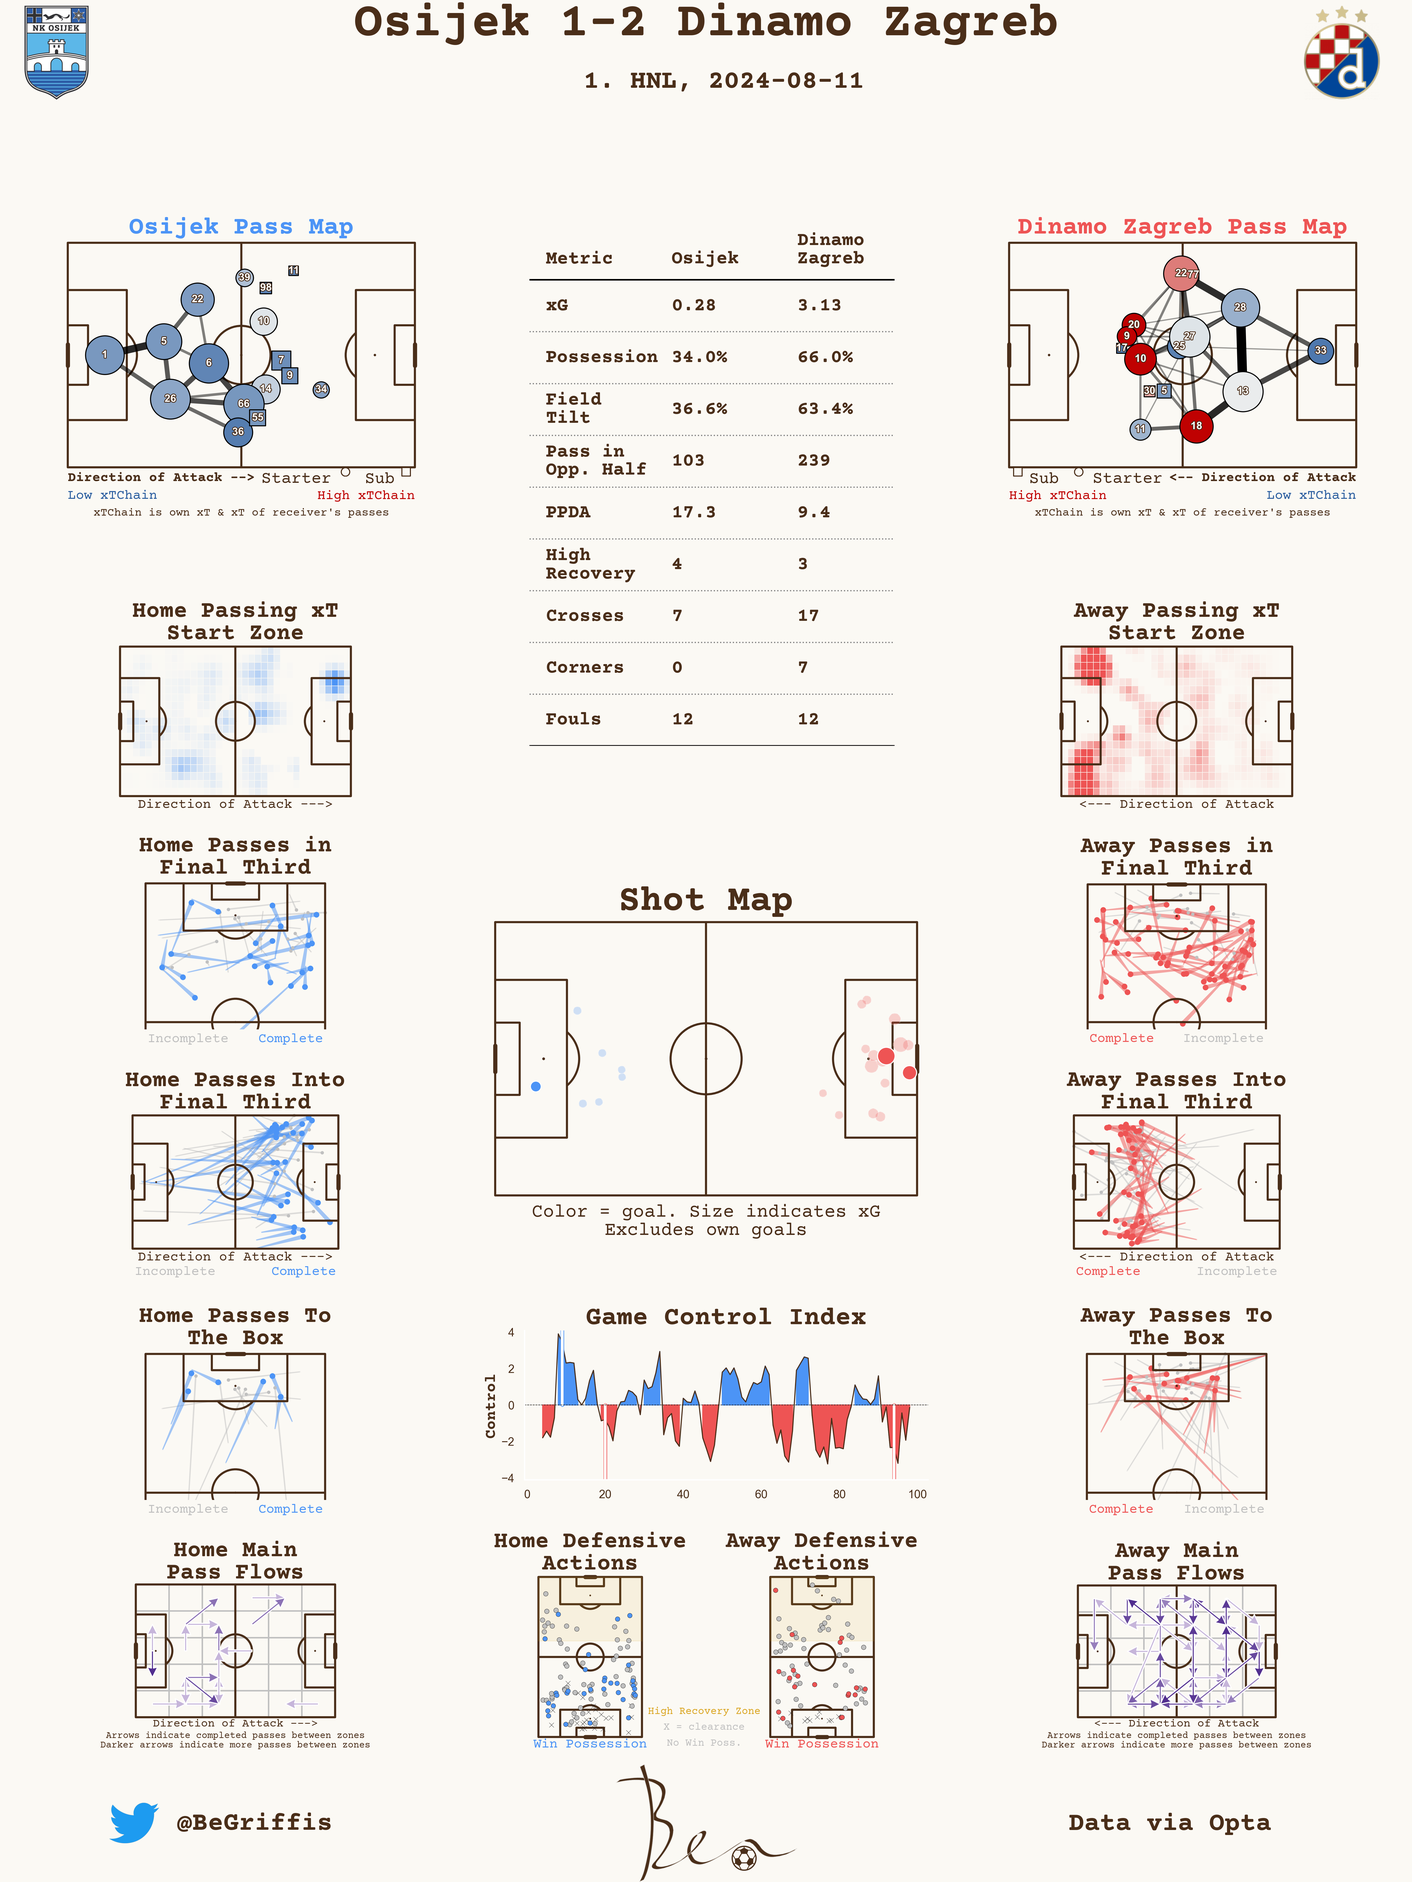 Osijek 1-2 Dinamo Zagreb
1. HNL, 2024-08-11
NK OSIJEK
Osijek Pass Map
11
39
98
22
10
5
1
6
7
9
14
34
26
66
55
36
Direction of Attack --> Starter Sub
Low xTChain High xTChain
xTChain is own xT & xT of receiver's passes
Metric Osijek Dinamo Zagreb
xG 0.28 3.13
Possession 34.0% 66.0%
Field Tilt 36.6% 63.4%
Pass in Opp. Half 103 239
PPDA 17.3 9.4
High Recovery 4 3
Crosses 7 17
Corners 0 7
Fouls 12 12
Dinamo Zagreb Pass Map
22 77
28
20
9
27
17
25
33
10
30
5
13
11
18
Sub Starter <-- Direction of Attack
High xTChain Low xTChain
xTChain is own xT & xT of receiver's passes
Home Passing xT
Start Zone
Direction of Attack --->
Away Passing xT
Start Zone
<--- Direction of Attack
Home Passes in
Final Third
Incomplete Complete
Away Passes in
Final Third
Complete Incomplete
Shot Map
Color = goal. Size indicates xG
Excludes own goals
Home Passes Into
Final Third
Direction of Attack --->
Incomplete Complete
Away Passes Into
Final Third
<--- Direction of Attack
Complete Incomplete
Home Passes To
The Box
Incomplete Complete
Game Control Index
Control
4
2
0
−2
−4
0 20 40 60 80 100
Away Passes To
The Box
Complete Incomplete
Home Main
Pass Flows
Direction of Attack --->
Arrows indicate completed passes between zones
Darker arrows indicate more passes between zones
Home Defensive
Actions
Win Possession
High Recovery Zone
X = clearance
No Win Poss.
Away Defensive
Actions
Win Possession
Away Main
Pass Flows
<--- Direction of Attack
Arrows indicate completed passes between zones
Darker arrows indicate more passes between zones
@BeGriffis
Ben
Data via Opta